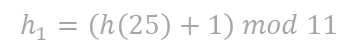 h₁ = (h(25) + 1) mod 11